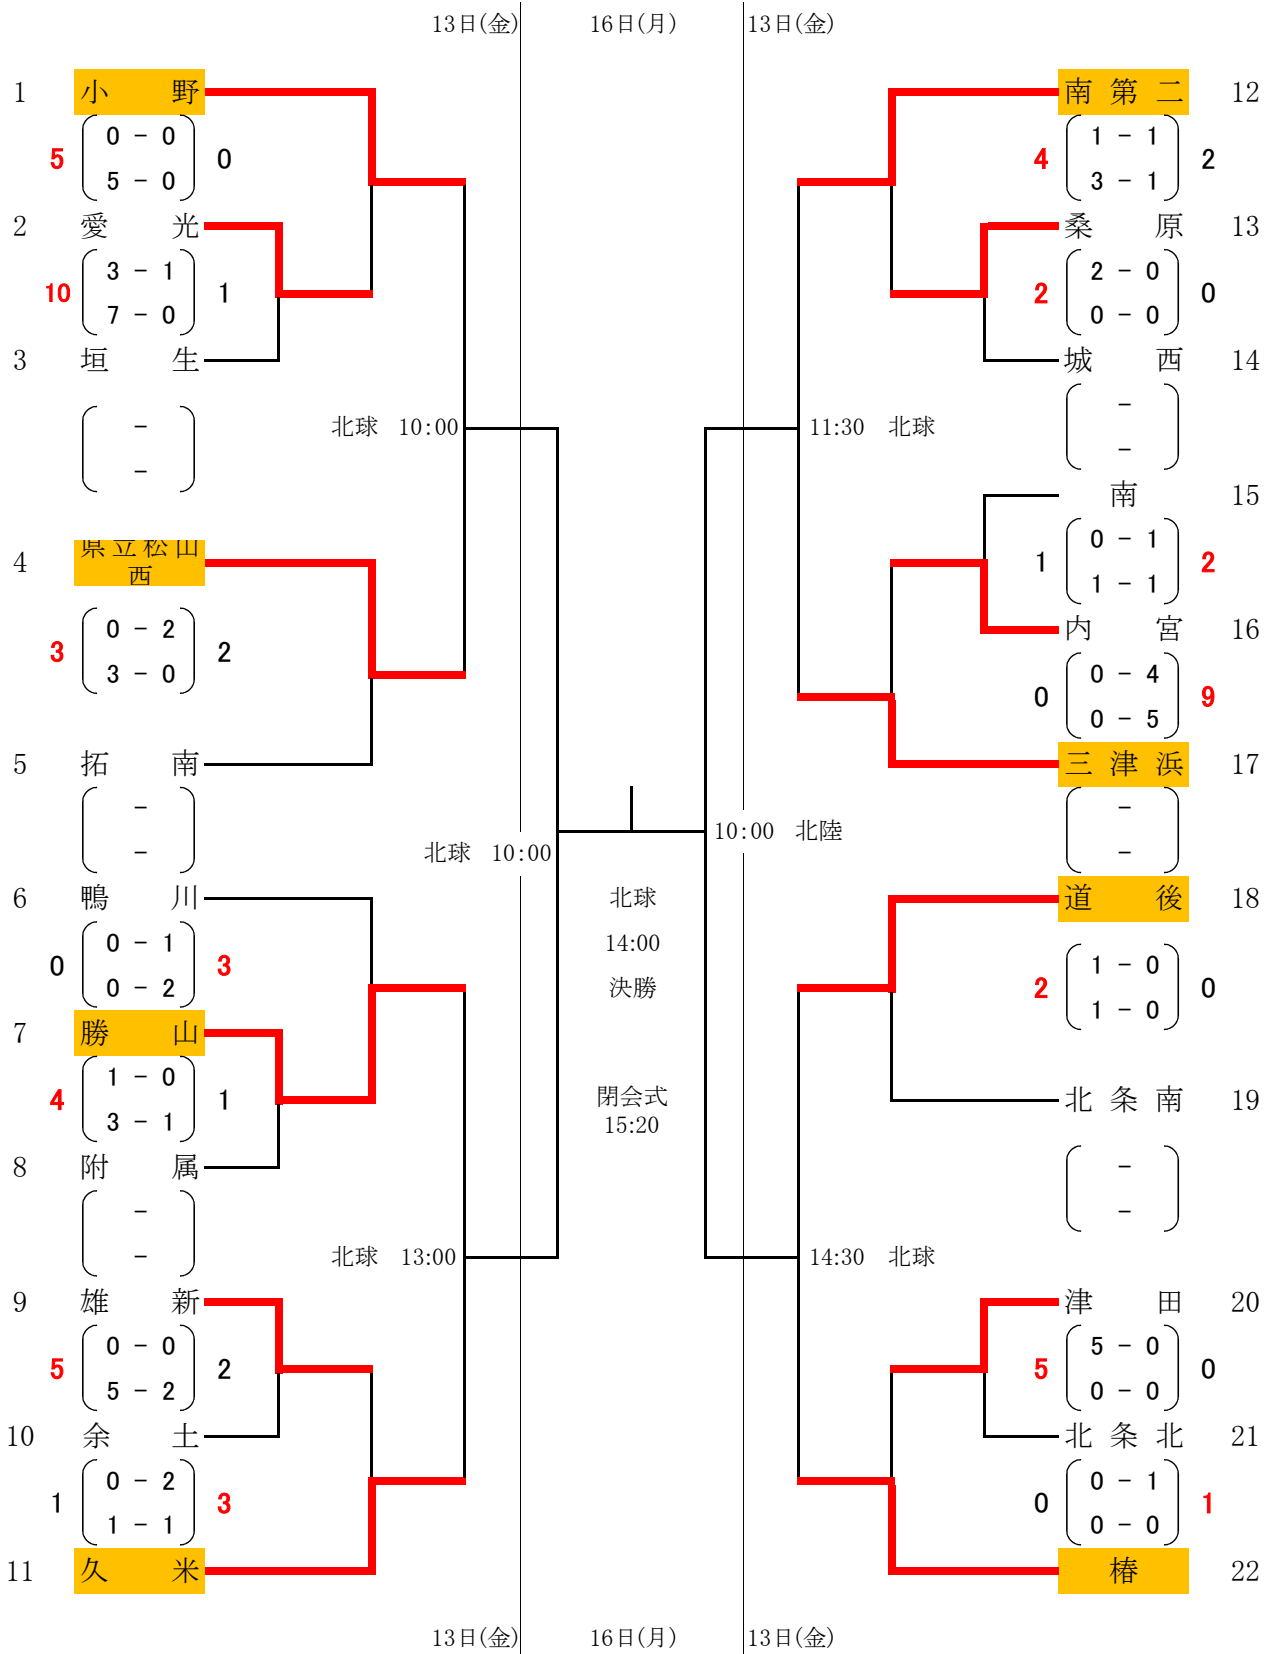 13日(金) 16日(月) 13日(金)
1 小野
0 - 0
5 0
5 - 0
2 愛光
3 - 1
10 1
7 - 0
3 垣生
-
-
北球 10:00
4 県立松山西
0 - 2
3 2
3 - 0
5 拓南
-
-
北球 10:00
6 鴨川
0 - 1
0 3
0 - 2
7 勝山
1 - 0
4 1
3 - 1
8 附属
-
-
北球 13:00
9 雄新
0 - 0
5 2
5 - 2
10 余土
0 - 2
1 3
1 - 1
11 久米
北球
14:00
決勝
閉会式
15:20
南第二 12
1 - 1
4 2
3 - 1
桑原 13
2 - 0
2 0
0 - 0
城西 14
-
-
11:30 北球
南 15
0 - 1
1 2
1 - 1
内宮 16
0 - 4
0 9
0 - 5
三津浜 17
-
-
10:00 北陸
道後 18
1 - 0
2 0
1 - 0
北条南 19
-
-
14:30 北球
津田 20
5 - 0
5 0
0 - 0
北条北 21
0 - 1
0 1
0 - 0
椿 22
13日(金) 16日(月) 13日(金)